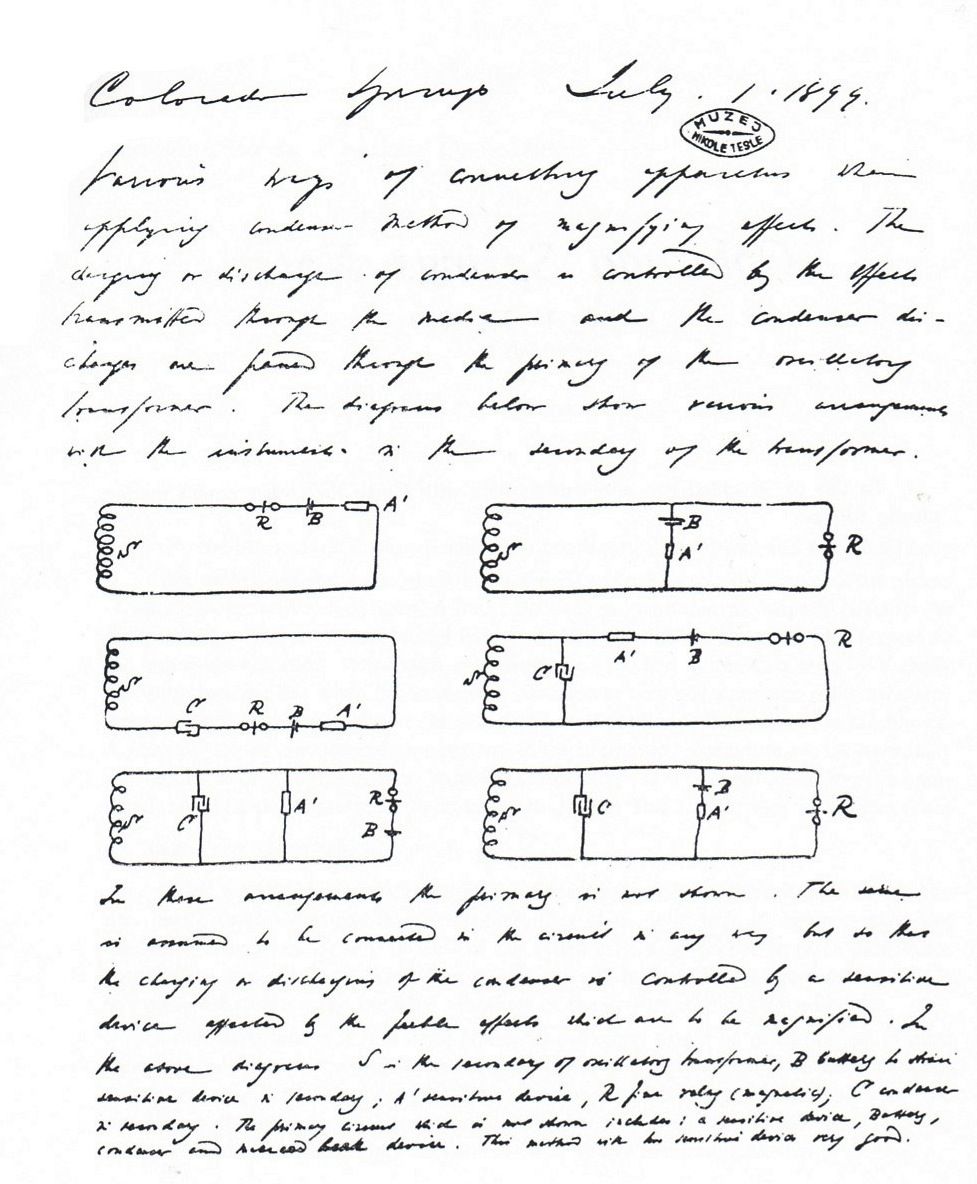 Colorado Springs July. 1. 1899.
MUZEJ
NIKOLE TESLE
Various ways of connecting apparatus when
applying condenser method of magnifying effects. The
charging or discharge of condenser is controlled by the effects
transmitted through the media and the condenser dis-
charges are passed through the primary of the oscillatory
transformer. The diagrams below show various arrangements
with the instruments in the secondary of the transformer.
S R B A'
S B A' R
S C R B A'
S C A' B R
S C A' R B
S C B A' R
In these arrangements the primary is not shown. The same
is assumed to be connected in the circuit in any way but so that
the charging or discharging of the condenser is controlled by a sensitive
device affected by the feeble effects which are to be magnified. In
the above diagrams S is the secondary of oscillatory transformer, B battery to strain
sensitive device in secondary; A' sensitive device, R fine relay (magnetic), C condenser
in secondary. The primary circuit which is not shown includes: a sensitive device, Battery,
condenser and break device. This method with two sensitive devices very good.